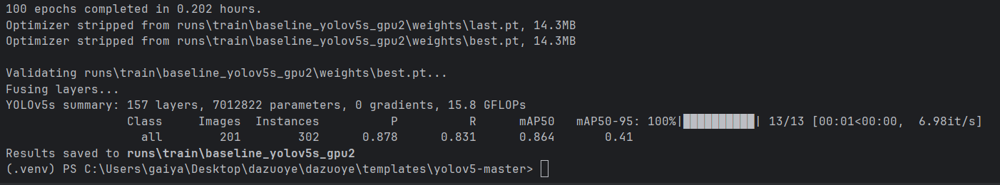 100 epochs completed in 0.202 hours.
Optimizer stripped from runs\train\baseline_yolov5s_gpu2\weights\last.pt, 14.3MB
Optimizer stripped from runs\train\baseline_yolov5s_gpu2\weights\best.pt, 14.3MB
Validating runs\train\baseline_yolov5s_gpu2\weights\best.pt...
Fusing layers...
YOLOv5s summary: 157 layers, 7012822 parameters, 0 gradients, 15.8 GFLOPs
Class Images Instances P R mAP50 mAP50-95: 100%|██████████| 13/13 [00:01<00:00, 6.98it/s]
all 201 302 0.878 0.831 0.864 0.41
Results saved to runs\train\baseline_yolov5s_gpu2
(.venv) PS C:\Users\gaiya\Desktop\dazuoye\dazuoye\templates\yolov5-master>